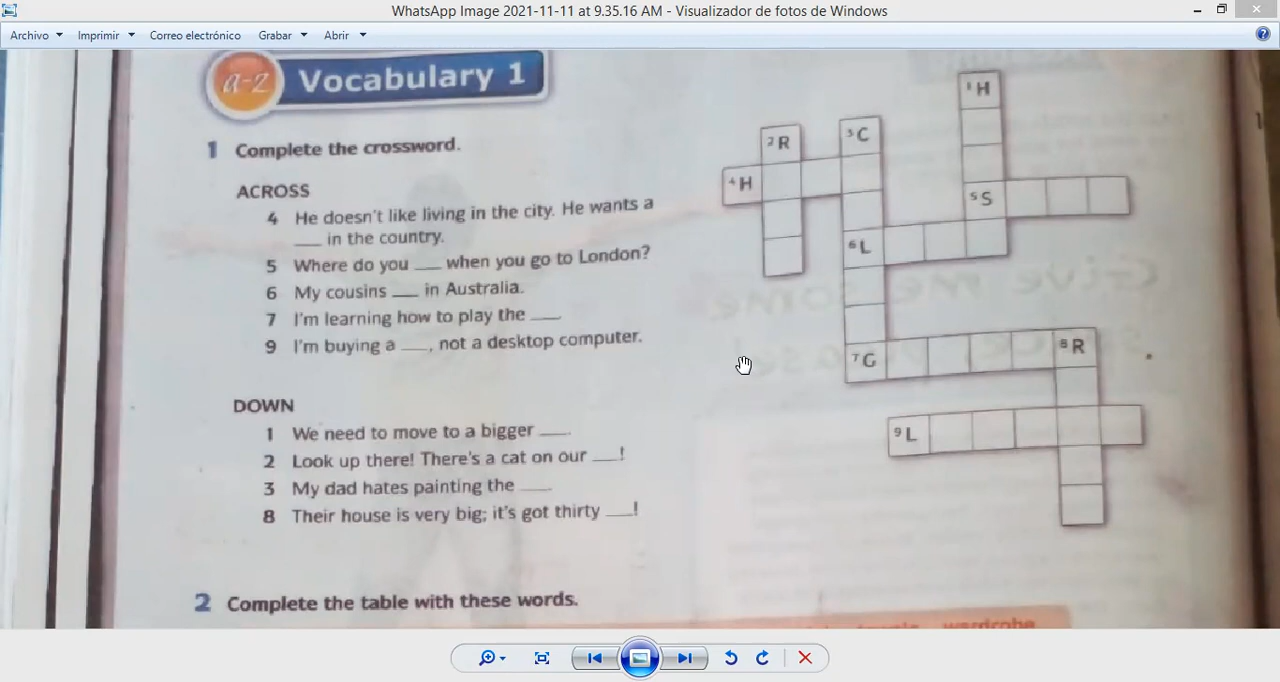 WhatsApp Image 2021-11-11 at 9.35.16 AM - Visualizador de fotos de Windows
Archivo Imprimir Correo electrónico Grabar Abrir
a-z Vocabulary 1
1 Complete the crossword.
ACROSS
4 He doesn't like living in the city. He wants a
___ in the country.
5 Where do you ___ when you go to London?
6 My cousins ___ in Australia.
7 I'm learning how to play the ___.
9 I'm buying a ___, not a desktop computer.
DOWN
1 We need to move to a bigger ___.
2 Look up there! There's a cat on our ___!
3 My dad hates painting the ___.
8 Their house is very big; it's got thirty ___!
2 Complete the table with these words.
wardrobe
1 H
2 R
3 C
4 H
5 S
6 L
7 G
8 R
9 L